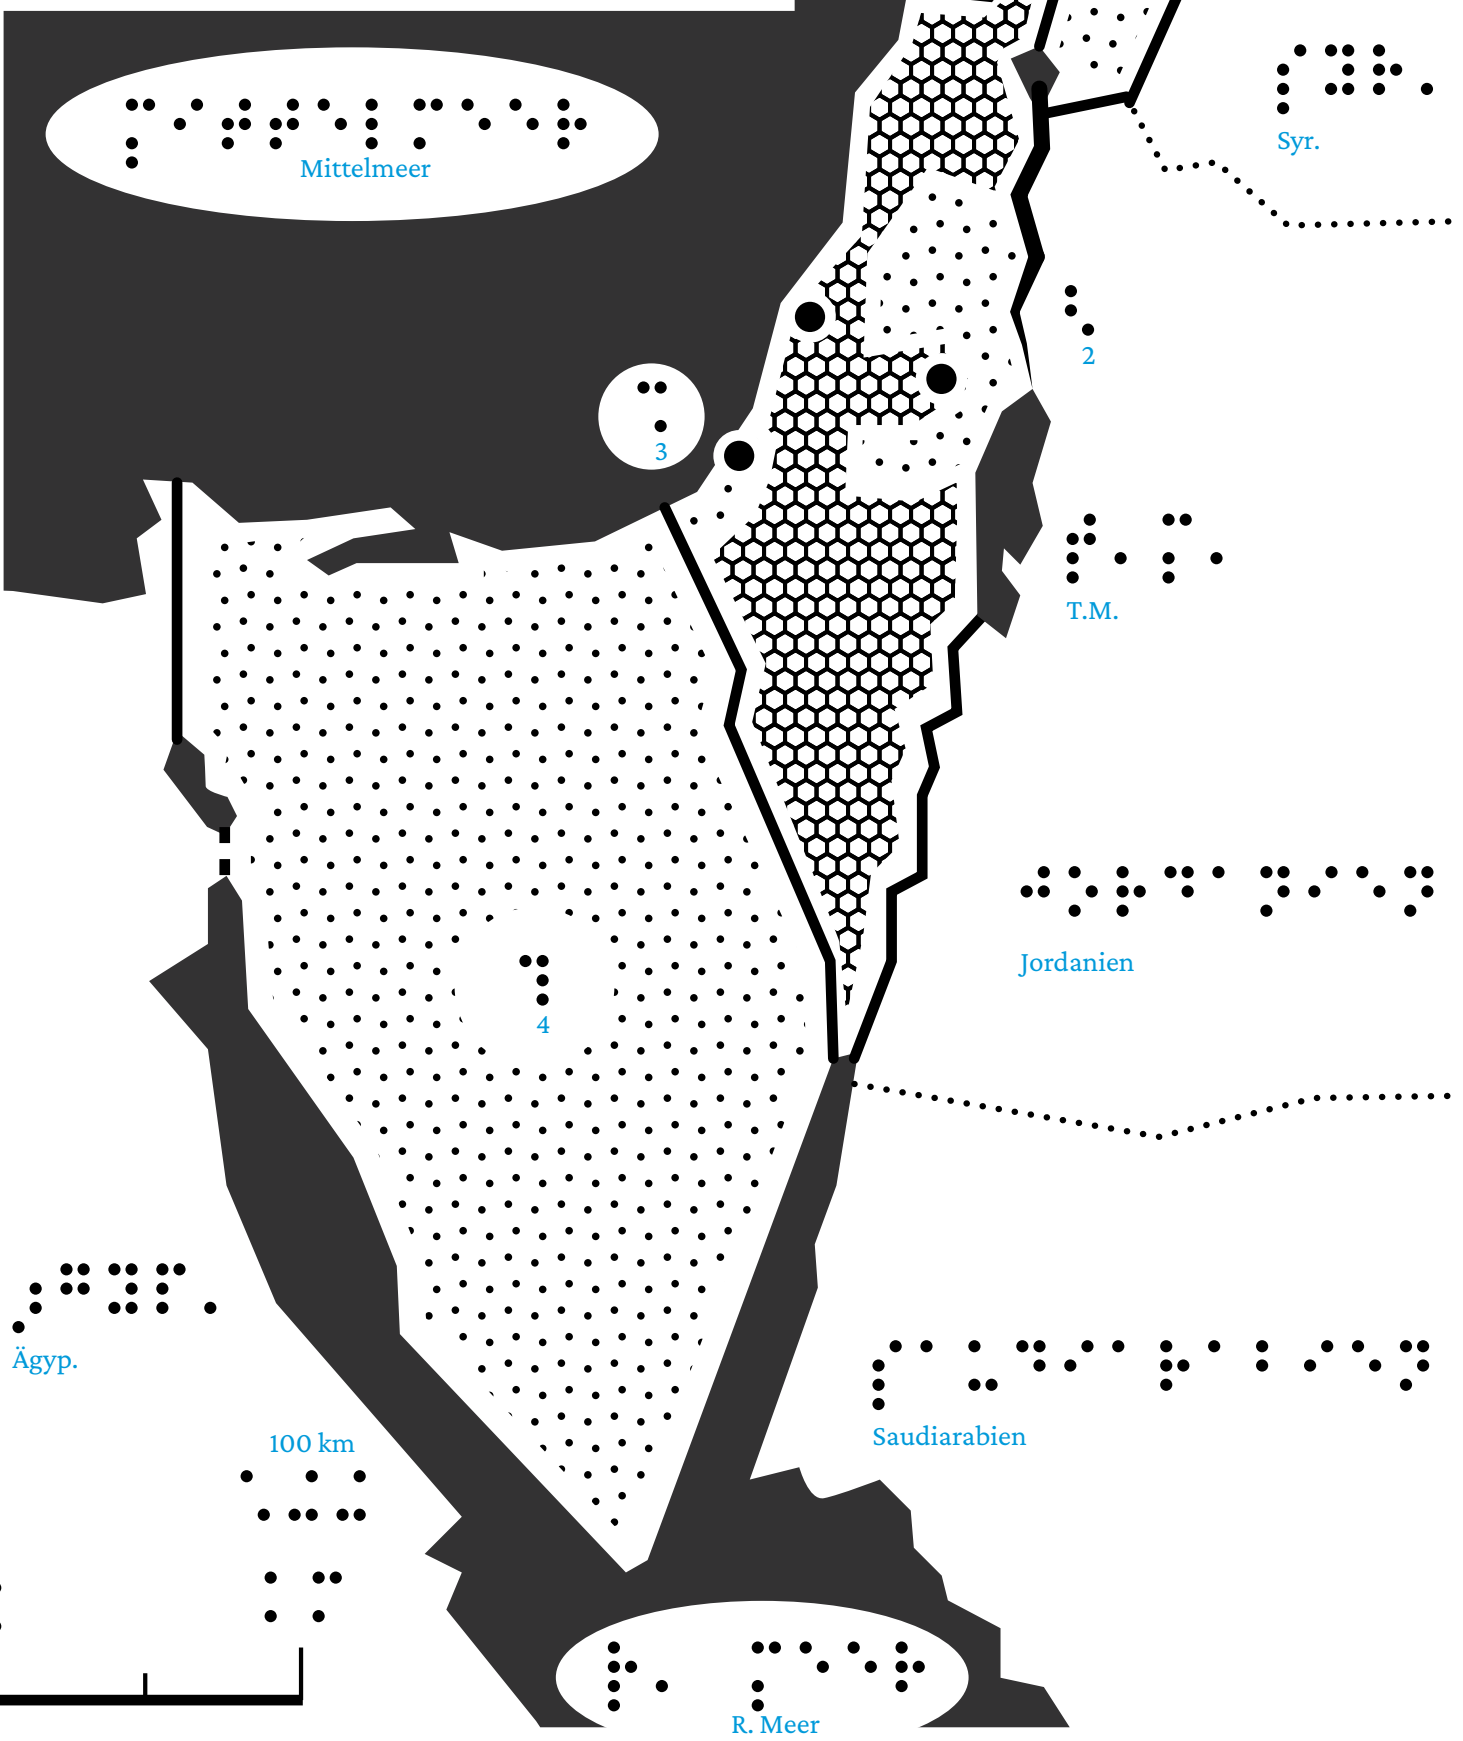 Syr.
Mittelmeer
2
3
T.M.
Jordanien
4
Ägyp.
Saudiarabien
100 km
R. Meer